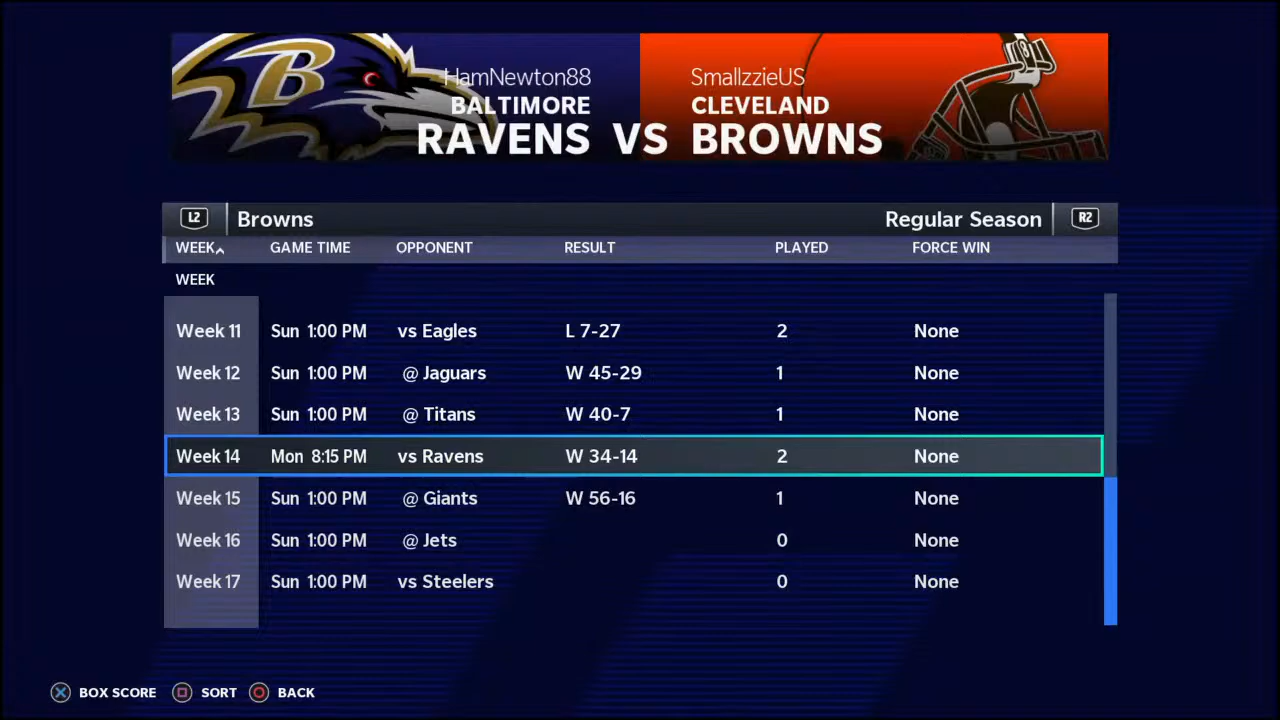 HamNewton88
BALTIMORE
RAVENS VS BROWNS
SmallzzieUS
CLEVELAND
B
L2 Browns Regular Season R2
WEEK GAME TIME OPPONENT RESULT PLAYED FORCE WIN
WEEK
Week 11 Sun 1:00 PM vs Eagles L 7-27 2 None
Week 12 Sun 1:00 PM @ Jaguars W 45-29 1 None
Week 13 Sun 1:00 PM @ Titans W 40-7 1 None
Week 14 Mon 8:15 PM vs Ravens W 34-14 2 None
Week 15 Sun 1:00 PM @ Giants W 56-16 1 None
Week 16 Sun 1:00 PM @ Jets 0 None
Week 17 Sun 1:00 PM vs Steelers 0 None
BOX SCORE SORT BACK